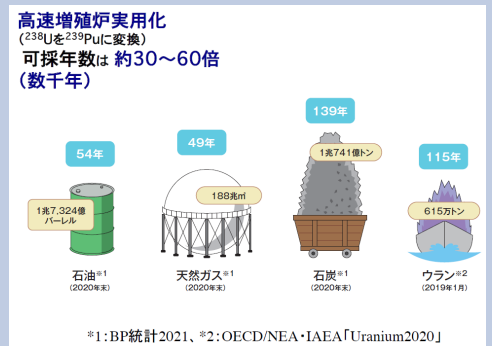 高速増殖炉実用化
（²³⁸Uを²³⁹Puに変換）
可採年数は 約30～60倍
（数千年）
54年
49年
139年
115年
1兆7,324億
バーレル
188兆㎥
1兆741億トン
615万トン
石油※1
（2020年末）
天然ガス※1
（2020年末）
石炭※1
（2020年末）
ウラン※2
（2019年1月）
*1:BP統計2021、*2:OECD/NEA・IAEA「Uranium2020」